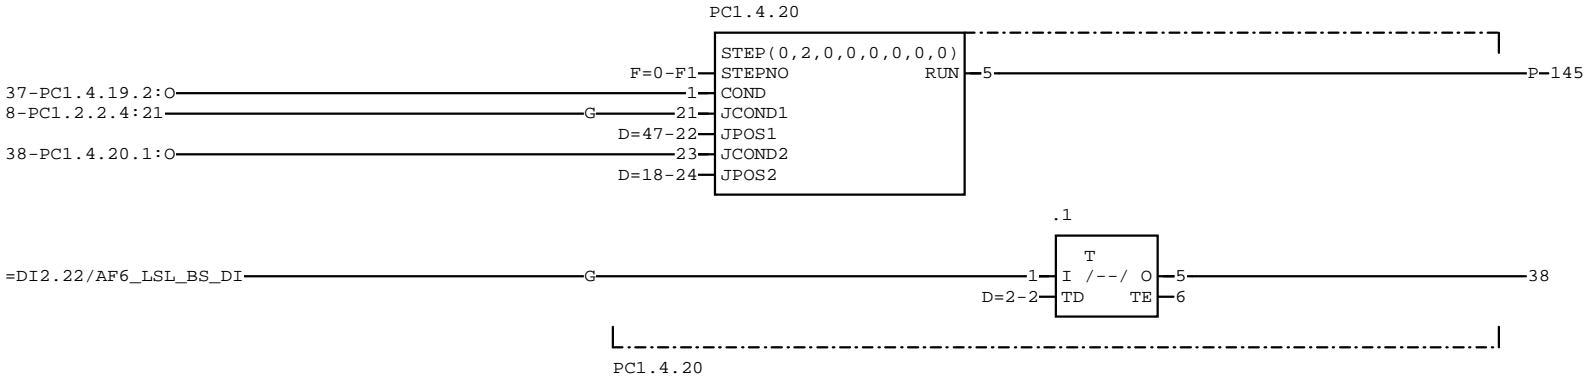 PC1.4.20
STEP(0,2,0,0,0,0,0,0)
F=0-F1 STEPNO RUN 5 P-145
37-PC1.4.19.2:O 1 COND
8-PC1.2.2.4:21 G 21 JCOND1
D=47-22 JPOS1
38-PC1.4.20.1:O 23 JCOND2
D=18-24 JPOS2
.1
T
=DI2.22/AF6_LSL_BS_DI G 1 I /--/ O 5 38
D=2-2 TD TE 6
PC1.4.20